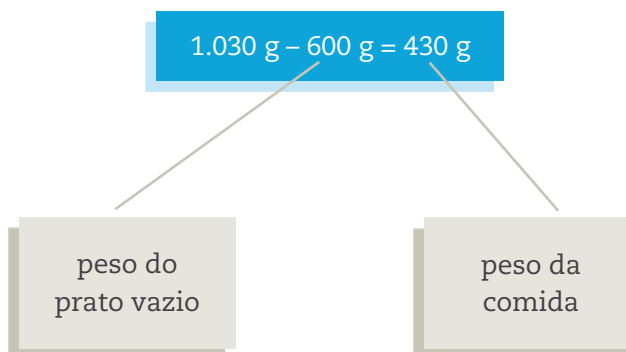 1.030 g – 600 g = 430 g
peso do
prato vazio
peso da
comida